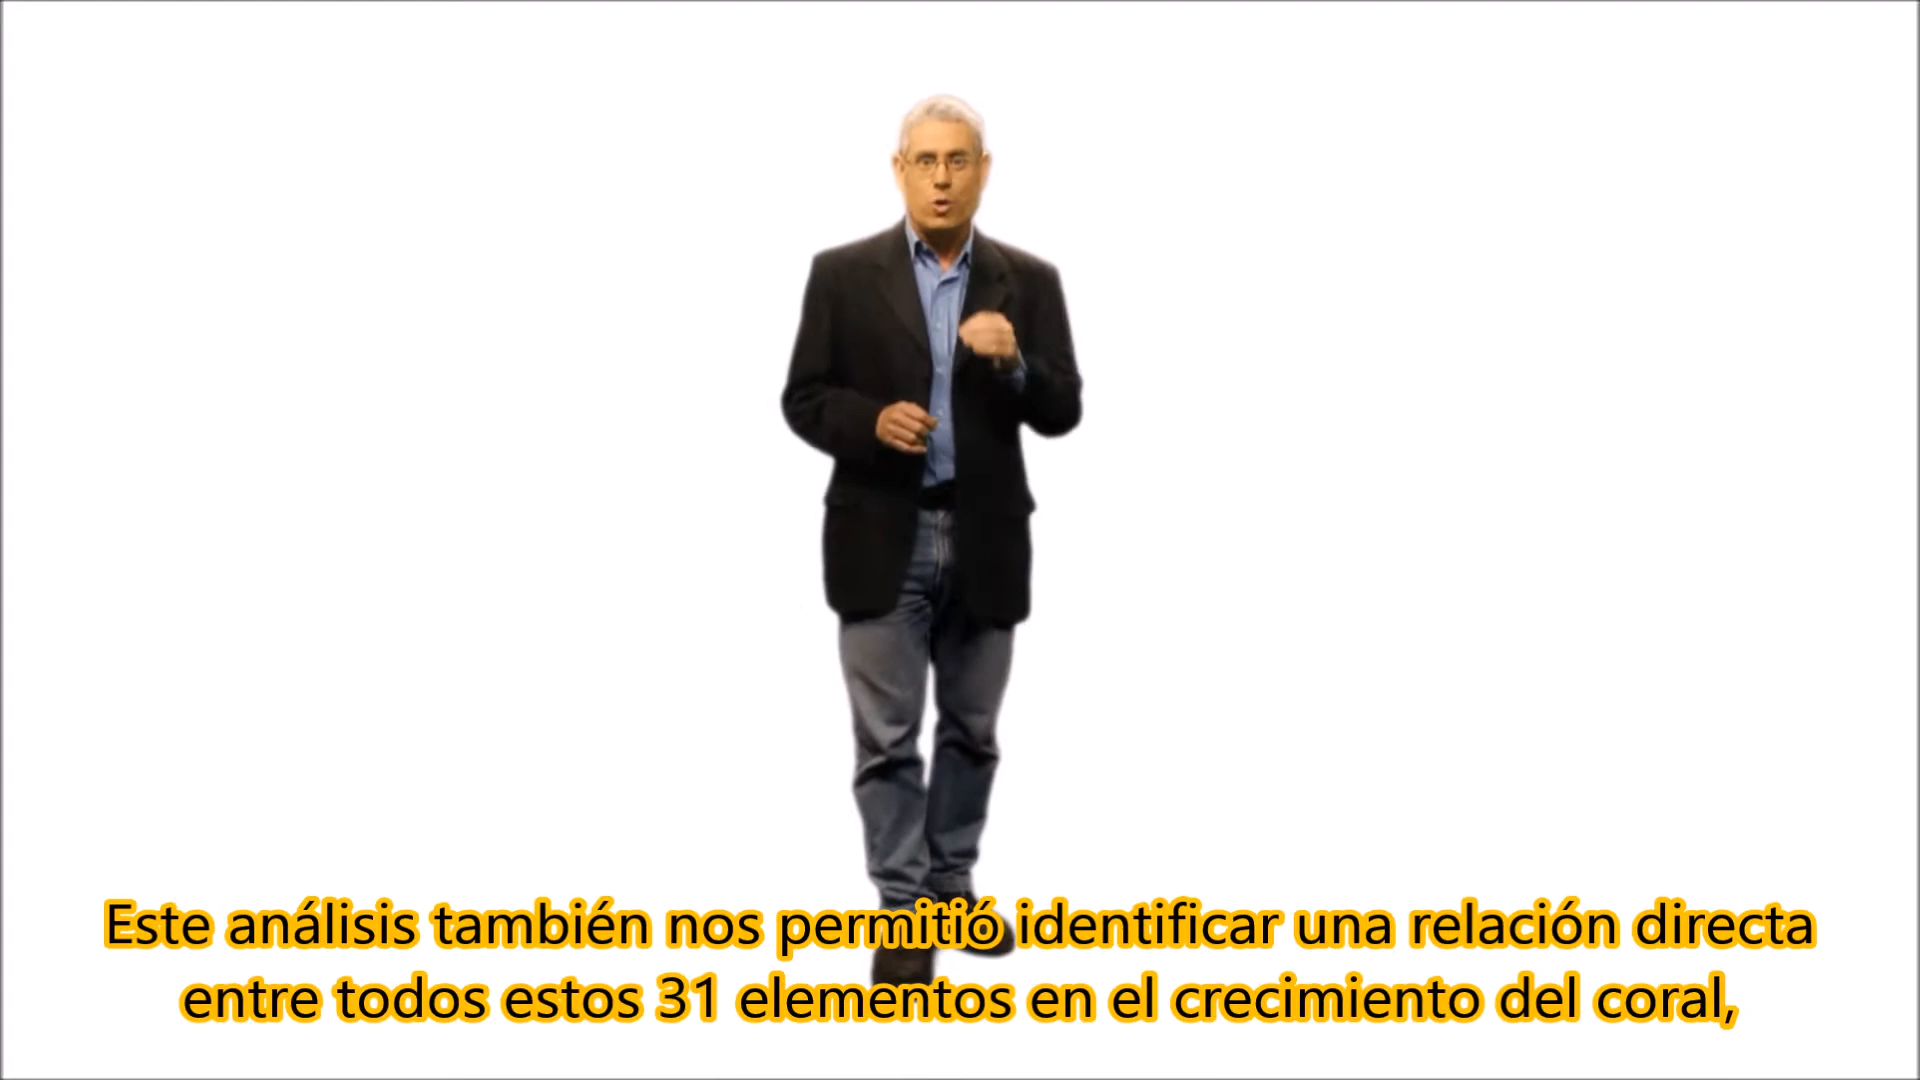 Este análisis también nos permitió identificar una relación directa
entre todos estos 31 elementos en el crecimiento del coral,